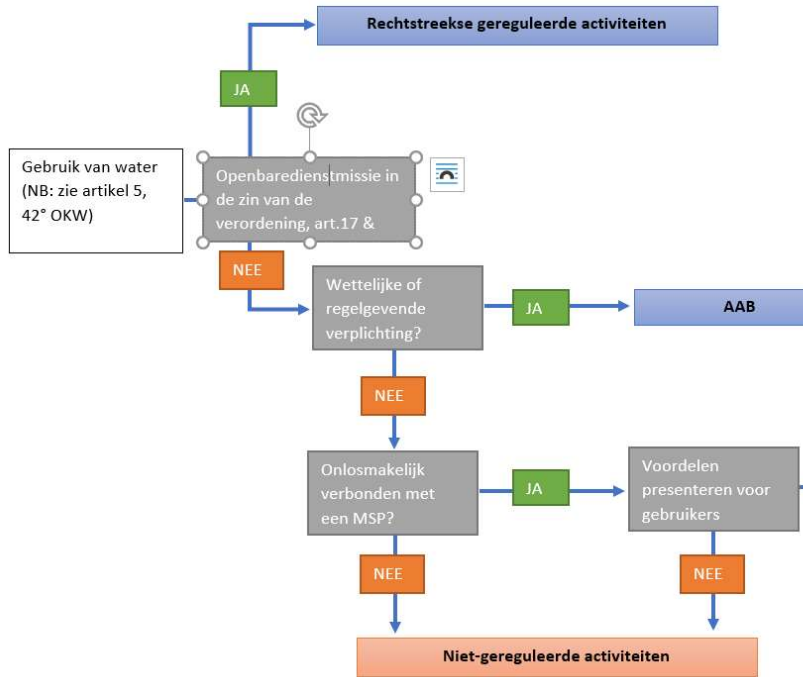 Rechtstreekse gereguleerde activiteiten
JA
Gebruik van water
(NB: zie artikel 5,
42° OKW)
Openbaredienstmissie in
de zin van de
verordening, art.17 &
NEE
Wettelijke of
regelgevende
verplichting?
JA
AAB
NEE
Onlosmakelijk
verbonden met
een MSP?
JA
Voordelen
presenteren voor
gebruikers
NEE
NEE
Niet-gereguleerde activiteiten